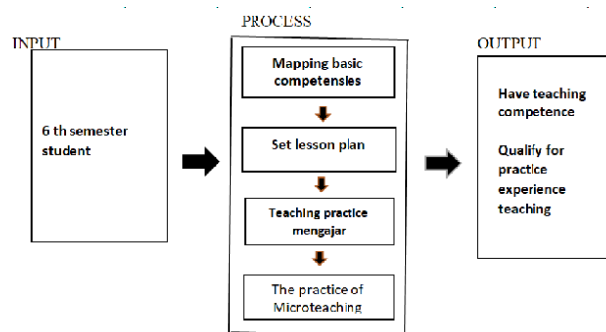 PROCESS
INPUT
OUTPUT
6 th semester
student
Mapping basic
competensies
Set lesson plan
Teaching practice
mengajar
The practice of
Microteaching
Have teaching
competence
Qualify for
practice
experience
teaching